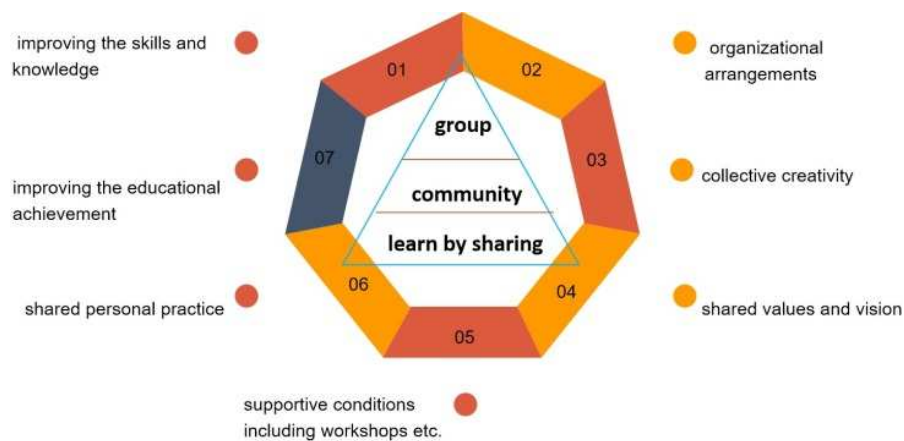 improving the skills and
knowledge
01
02
organizational
arrangements
group
07
03
improving the educational
achievement
community
collective creativity
learn by sharing
shared personal practice
06
04
shared values and vision
05
supportive conditions
including workshops etc.